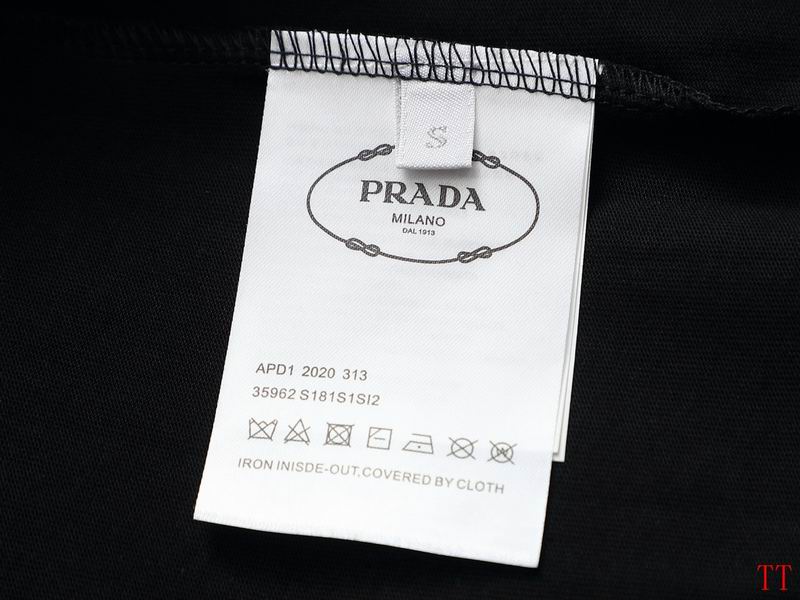 S
PRADA
MILANO
DAL 1913
APD1 2020 313
35962 S181S1SI2
W
IRON INISDE-OUT.COVERED BY CLOTH
TT